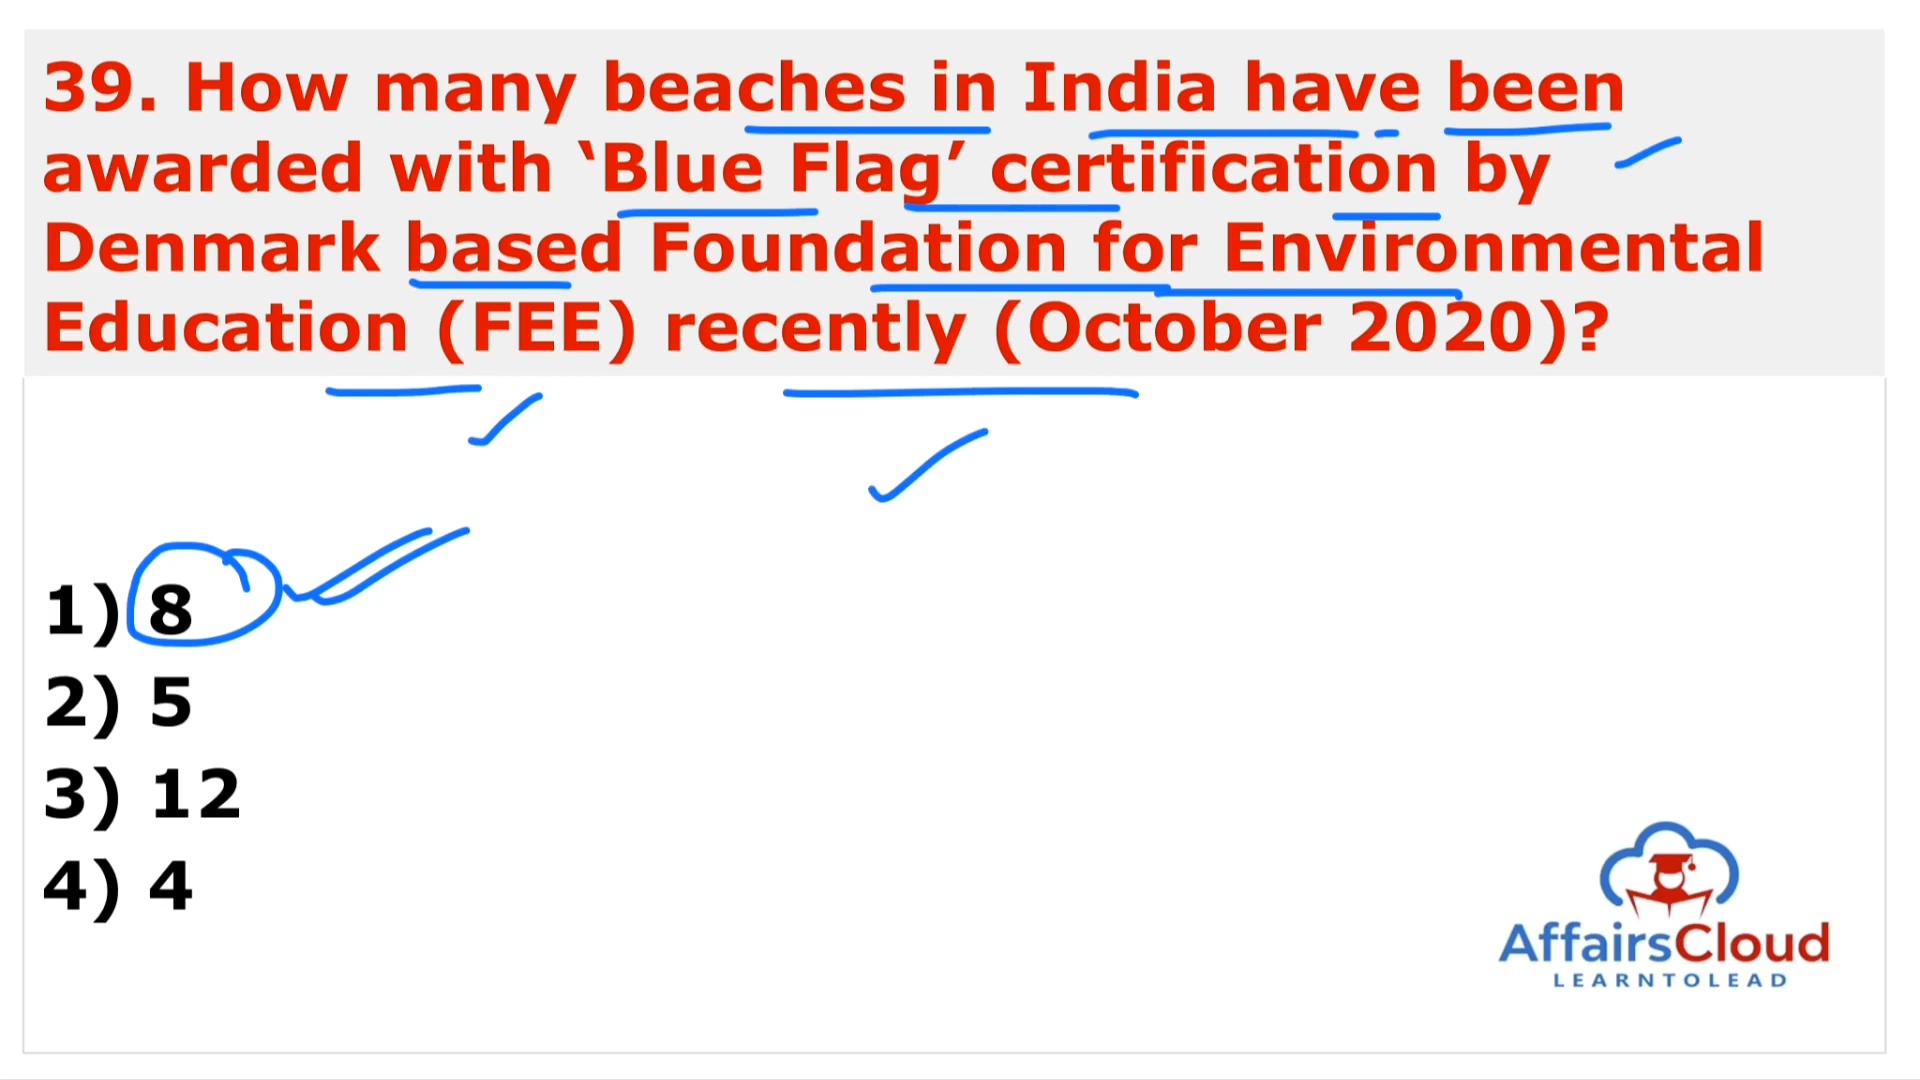 39. How many beaches in India have been
awarded with ‘Blue Flag’ certification by
Denmark based Foundation for Environmental
Education (FEE) recently (October 2020)?
1) 8
2) 5
3) 12
4) 4
AffairsCloud
LEARNTOLEAD